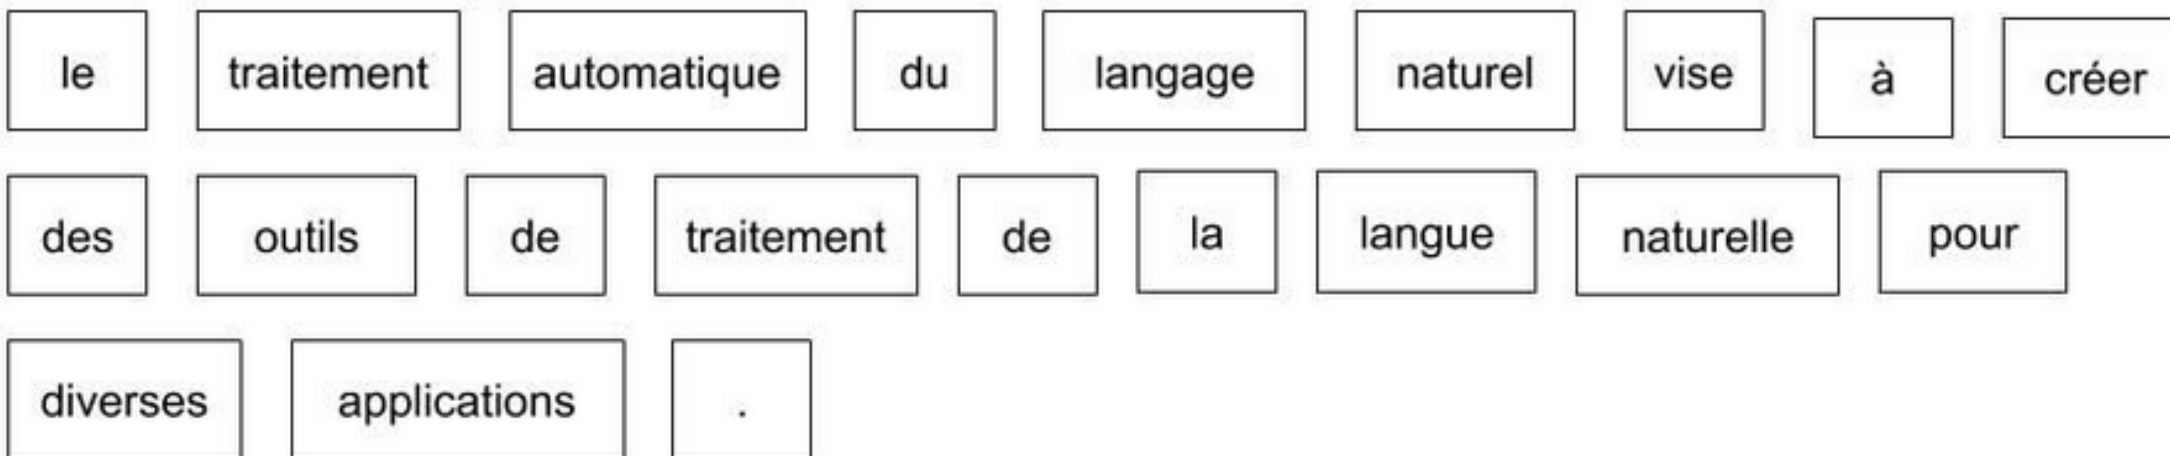 le traitement automatique du langage naturel vise à créer
des outils de traitement de la langue naturelle pour
diverses applications .